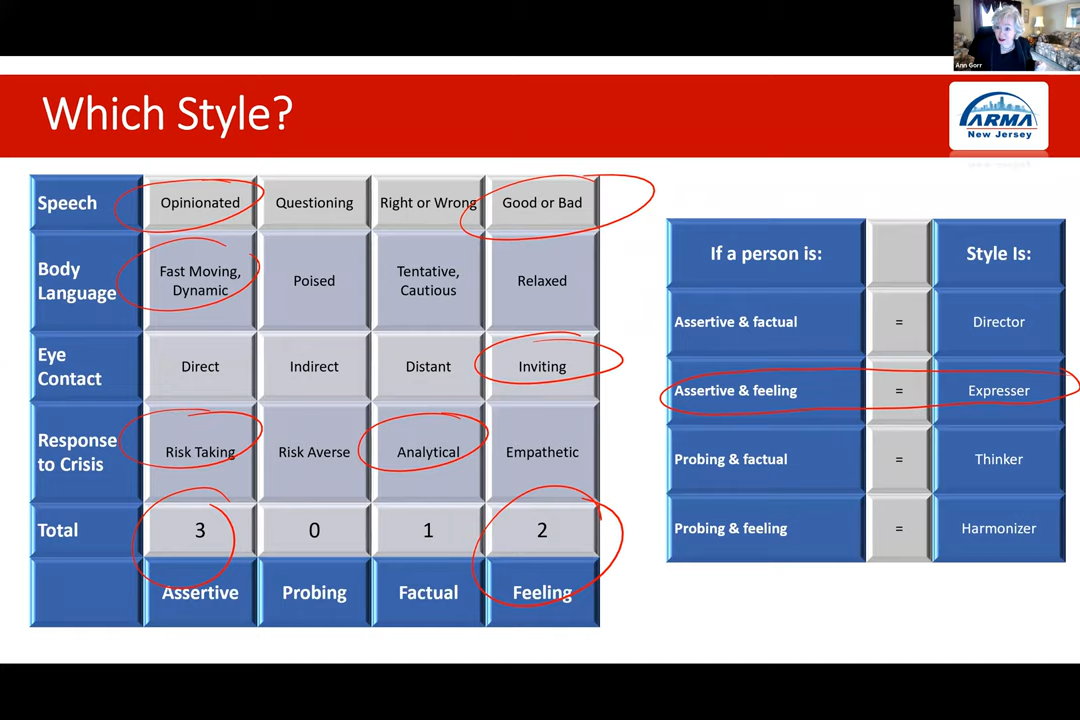 Ann Gorr
Which Style?
ARMA
New Jersey
Speech Opinionated Questioning Right or Wrong Good or Bad
Body Language Fast Moving, Dynamic Poised Tentative, Cautious Relaxed
Eye Contact Direct Indirect Distant Inviting
Response to Crisis Risk Taking Risk Averse Analytical Empathetic
Total 3 0 1 2
Assertive Probing Factual Feeling
If a person is: Style Is:
Assertive & factual = Director
Assertive & feeling = Expresser
Probing & factual = Thinker
Probing & feeling = Harmonizer